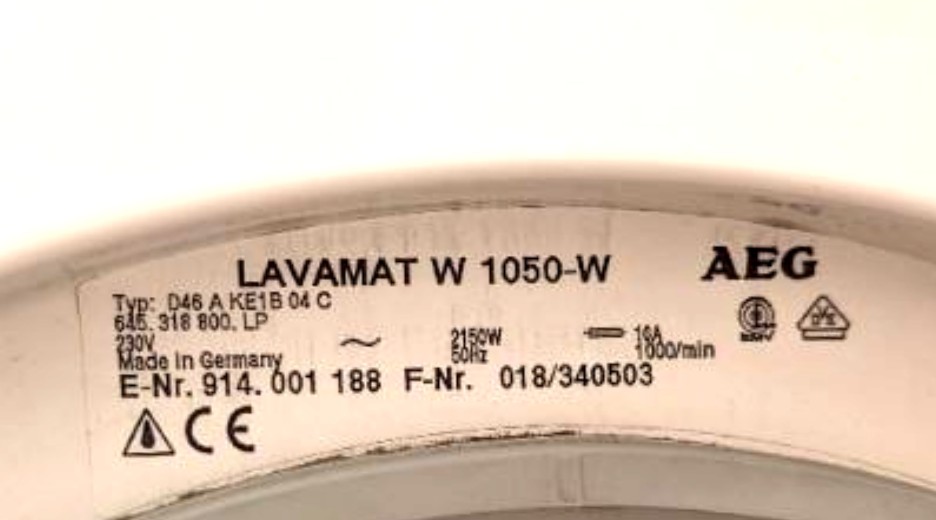 LAVAMAT W 1050-W AEG
Typ: D46 A KE1B 04 C
645. 318 800. LP
230V ~ 2150W 16A
50Hz 1000/min
Made in Germany
E-Nr. 914. 001 188 F-Nr. 018/340503
CE